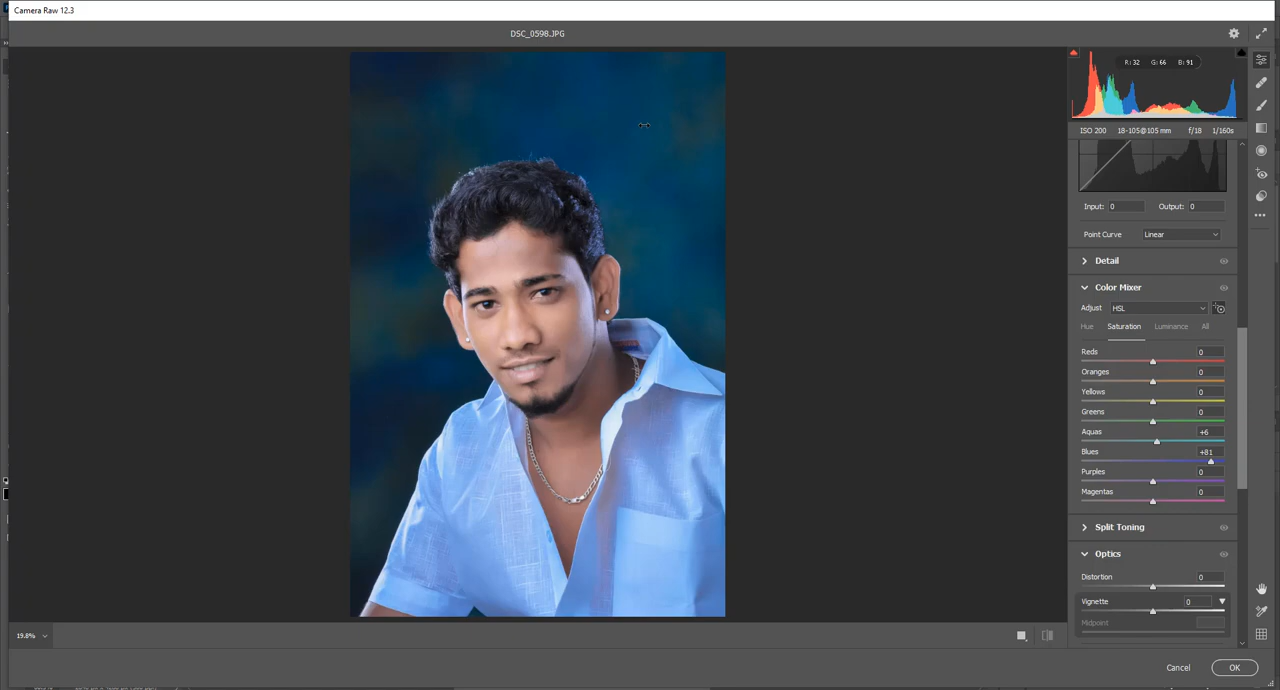 Camera Raw 12.3
DSC_0598.JPG
R: 32 G: 66 B: 91
ISO 200 18-105@105 mm f/18 1/160s
Input: 0 Output: 0
Point Curve Linear
Detail
Color Mixer
Adjust HSL
Hue Saturation Luminance All
Reds 0
Oranges 0
Yellows 0
Greens 0
Aquas +6
Blues +81
Purples 0
Magentas 0
Split Toning
Optics
Distortion 0
Vignette 0
Midpoint
19.8%
Cancel OK